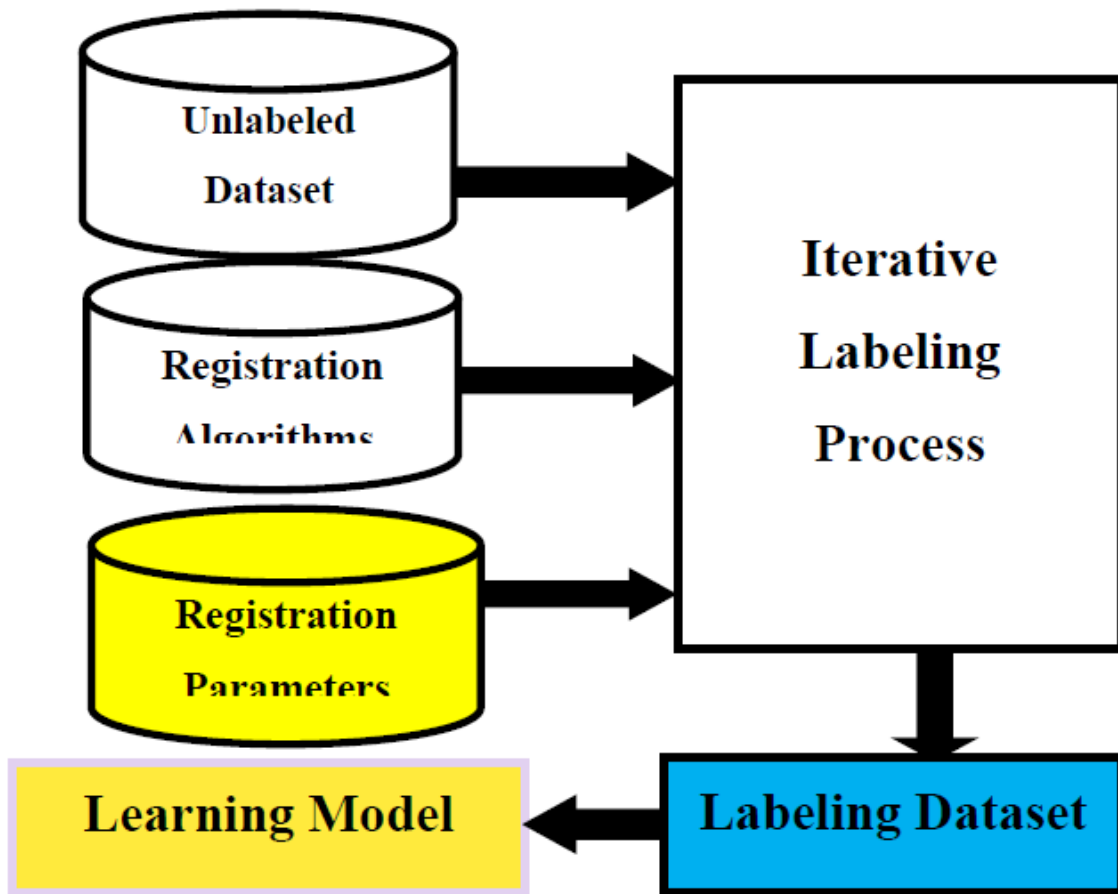 Unlabeled
Dataset
Registration
Algorithms
Registration
Parameters
Iterative
Labeling
Process
Labeling Dataset
Learning Model